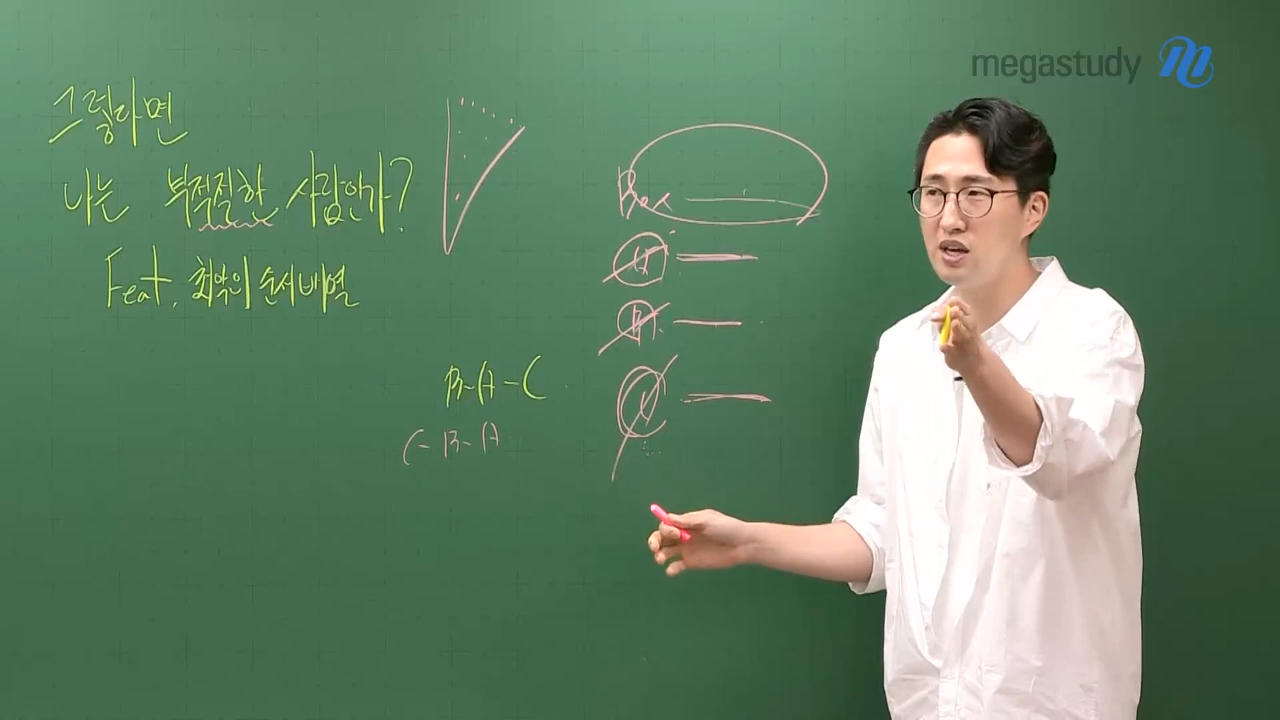 megastudy
그렇다면
나는 부적절한 사람인가?
Feat. 최악의 순서배열
Box
A
B
C
B-A-C
C-B-A